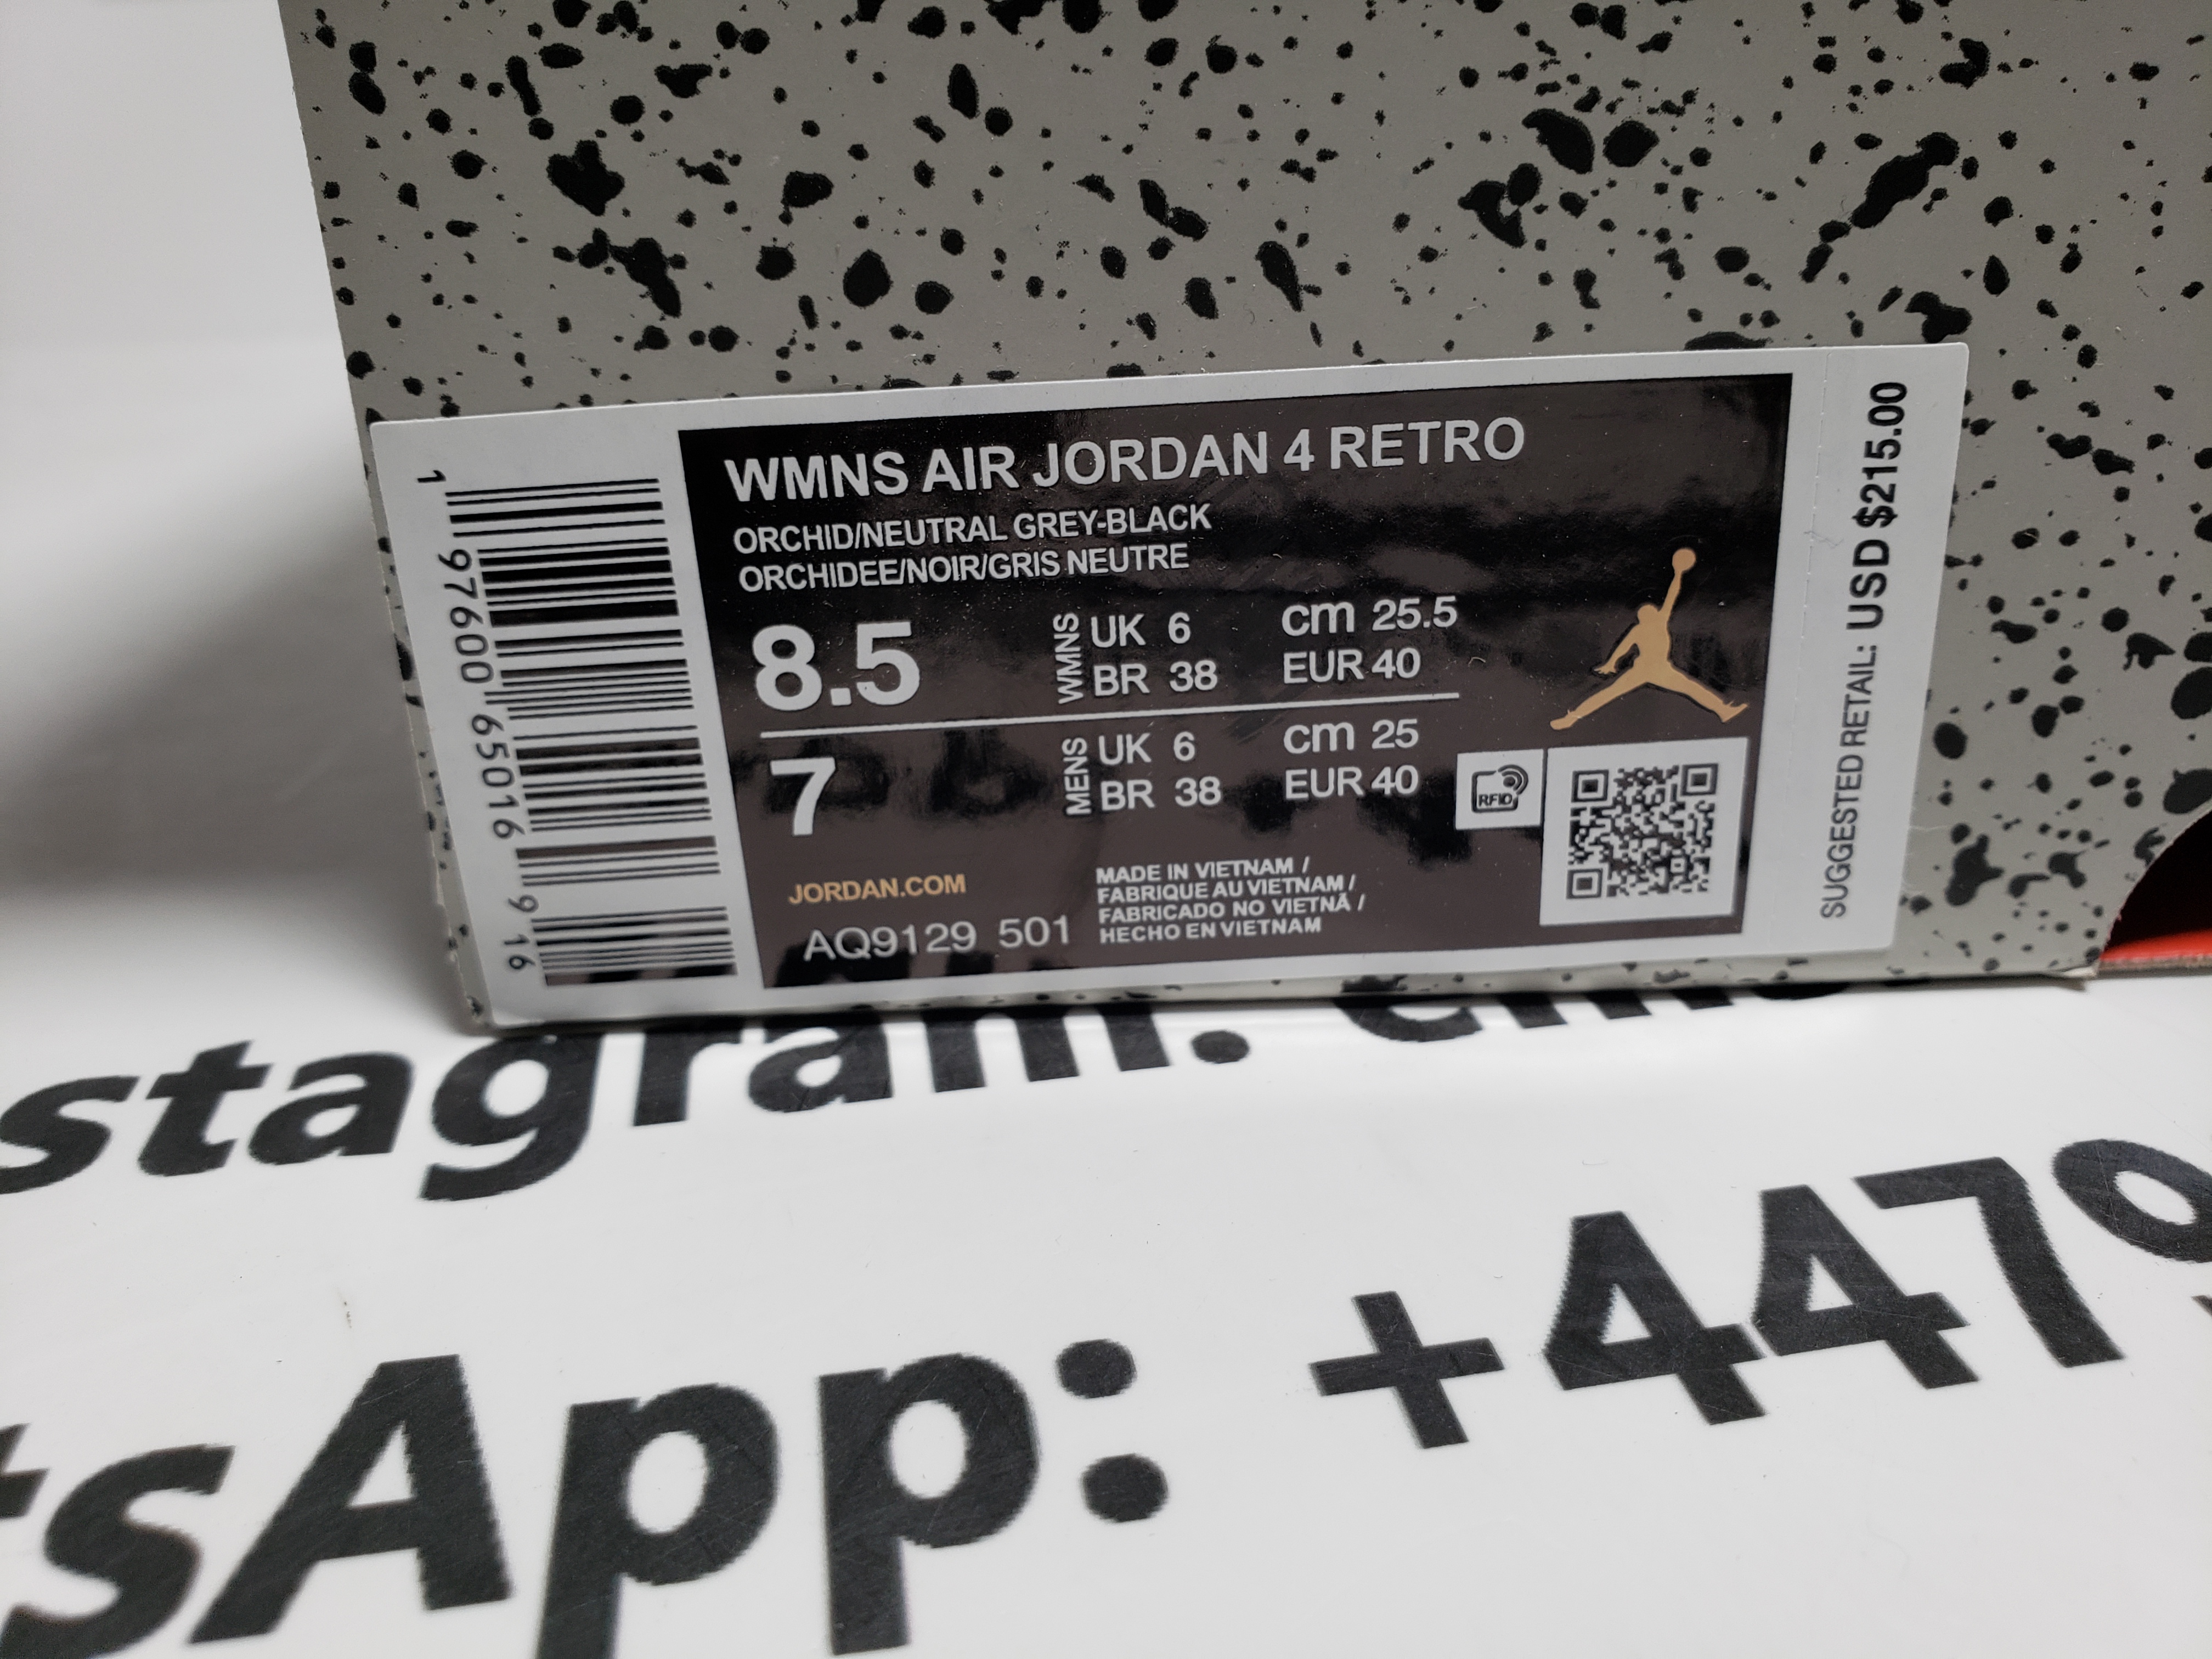 WMNS AIR JORDAN 4 RETRO
ORCHID/NEUTRAL GREY-BLACK
ORCHIDEE/NOIR/GRIS NEUTRE
8.5
WMNS
UK 6
cm 25.5
BR 38
EUR 40
7
MENS
UK 6
cm 25
BR 38
EUR 40
RFID
JORDAN.COM
AQ9129 501
MADE IN VIETNAM /
FABRIQUE AU VIETNAM /
FABRICADO NO VIETNÃ /
HECHO EN VIETNAM
1 97600 65016 9 16
SUGGESTED RETAIL: USD $215.00
stagram:
tsApp: +4479